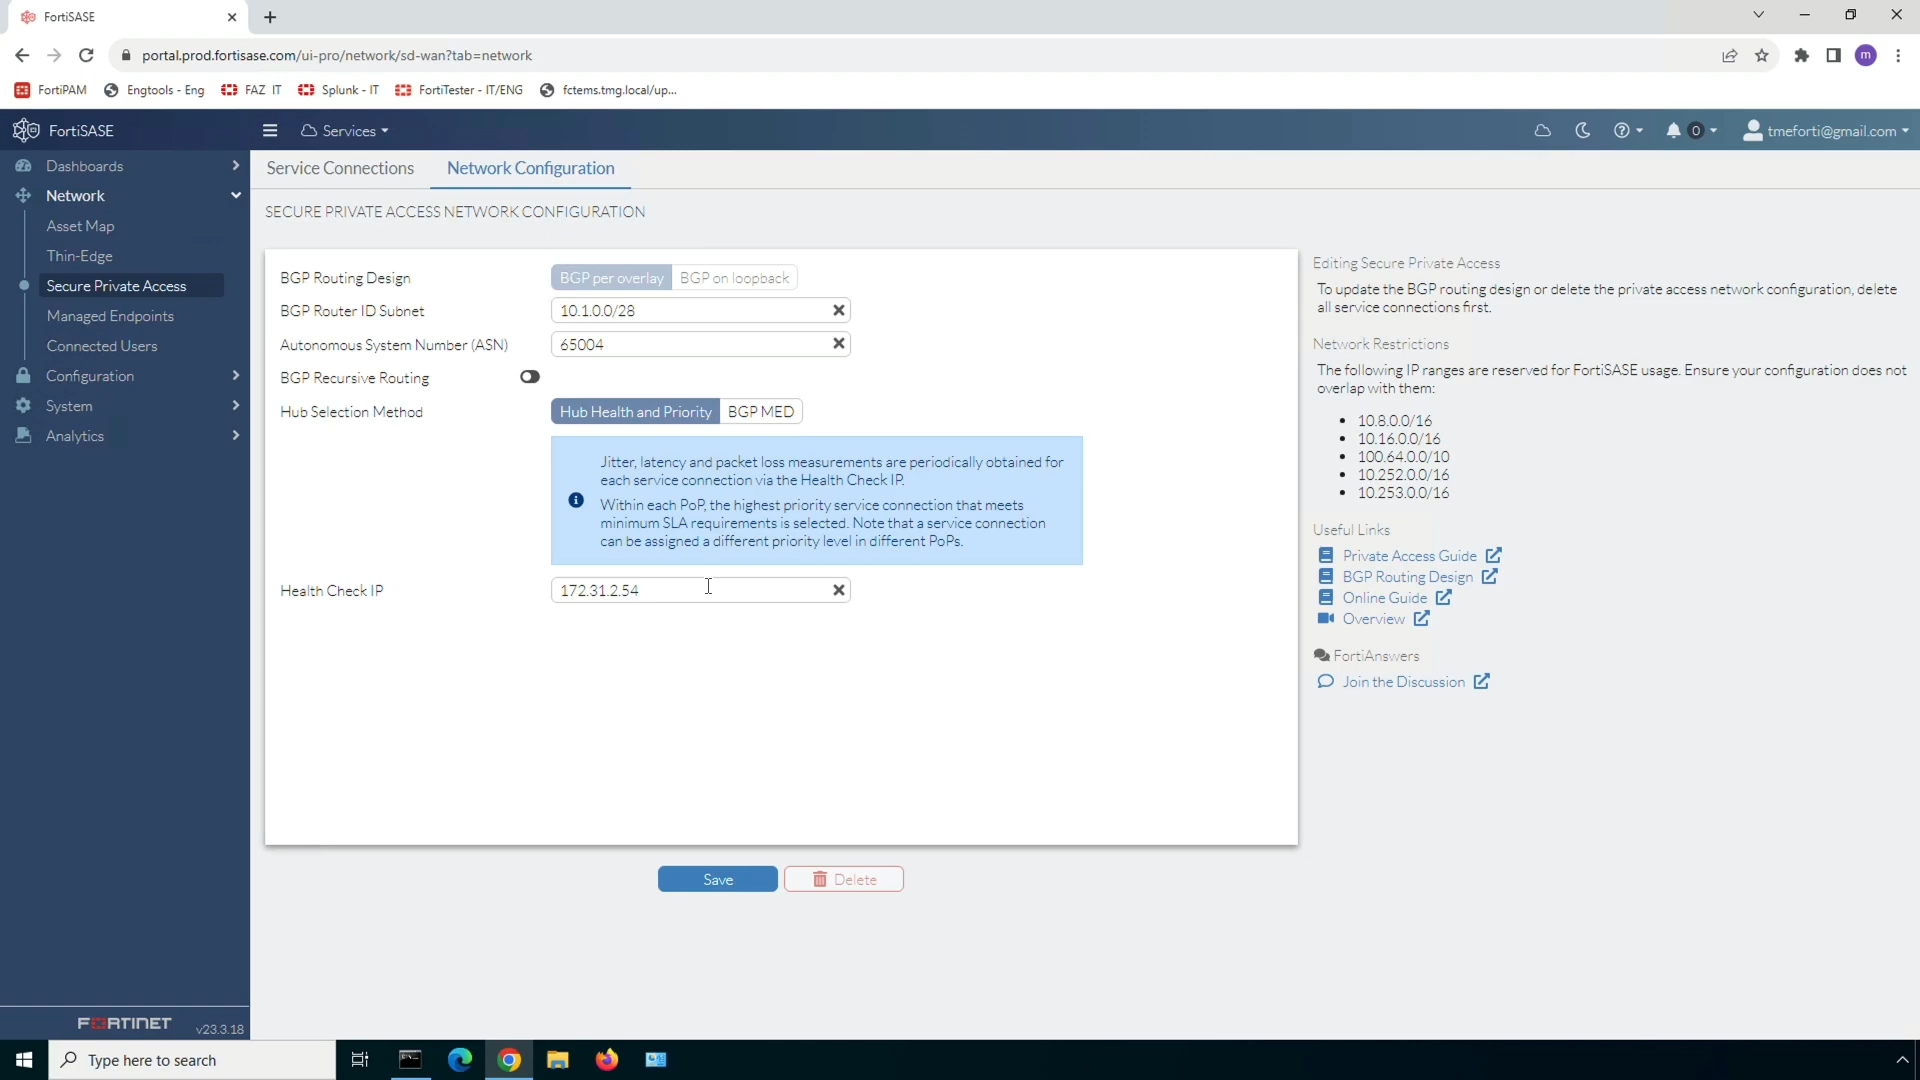 FortiSASE
portal.prod.fortisase.com/ui-pro/network/sd-wan?tab=network
m
FortiPAM
Engtools - Eng
FAZ IT
Splunk - IT
FortiTester - IT/ENG
fctems.tmg.local/up...
FortiSASE
Services
0
tmeforti@gmail.com
Dashboards
Network
Asset Map
Thin-Edge
Secure Private Access
Managed Endpoints
Connected Users
Configuration
System
Analytics
FORTINET
v23.3.18
Service Connections
Network Configuration
SECURE PRIVATE ACCESS NETWORK CONFIGURATION
BGP Routing Design
BGP per overlay
BGP on loopback
BGP Router ID Subnet
10.1.0.0/28
Autonomous System Number (ASN)
65004
BGP Recursive Routing
Hub Selection Method
Hub Health and Priority
BGP MED
Jitter, latency and packet loss measurements are periodically obtained for
each service connection via the Health Check IP.
Within each PoP, the highest priority service connection that meets
minimum SLA requirements is selected. Note that a service connection
can be assigned a different priority level in different PoPs.
Health Check IP
172.31.2.54
Save
Delete
Editing Secure Private Access
To update the BGP routing design or delete the private access network configuration, delete
all service connections first.
Network Restrictions
The following IP ranges are reserved for FortiSASE usage. Ensure your configuration does not
overlap with them:
• 10.8.0.0/16
• 10.16.0.0/16
• 100.64.0.0/10
• 10.252.0.0/16
• 10.253.0.0/16
Useful Links
Private Access Guide
BGP Routing Design
Online Guide
Overview
FortiAnswers
Join the Discussion
Type here to search